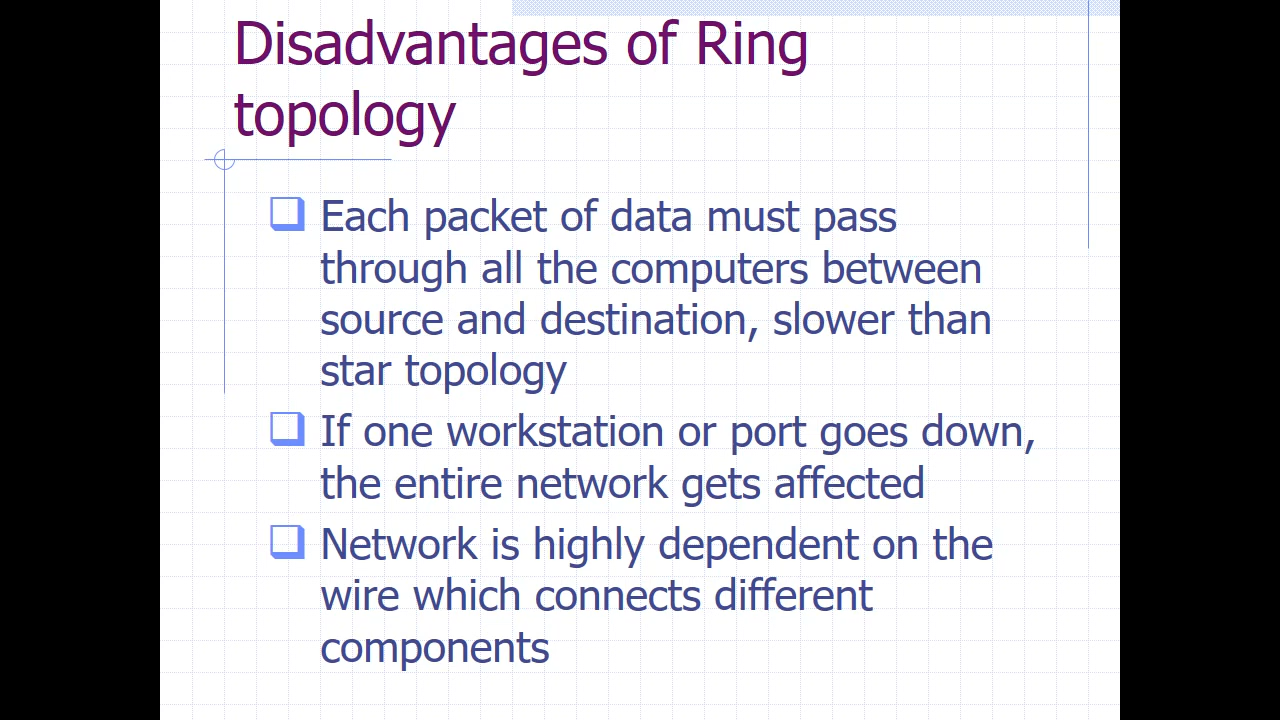 Disadvantages of Ring
topology
Each packet of data must pass
through all the computers between
source and destination, slower than
star topology
If one workstation or port goes down,
the entire network gets affected
Network is highly dependent on the
wire which connects different
components